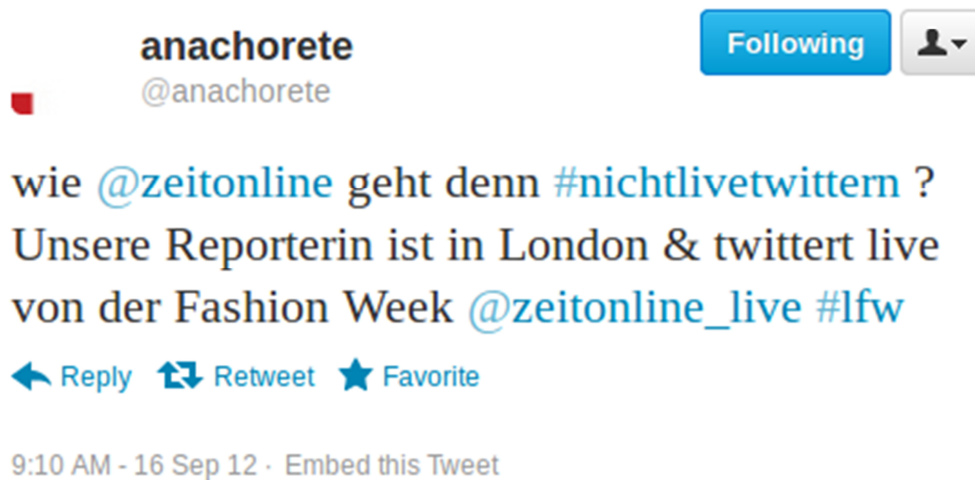 anachorete
Following
@anachorete
wie @zeitonline geht denn #nichtlivetwittern ?
Unsere Reporterin ist in London & twittert live
von der Fashion Week @zeitonline_live #lfw
Reply Retweet Favorite
9:10 AM - 16 Sep 12 · Embed this Tweet